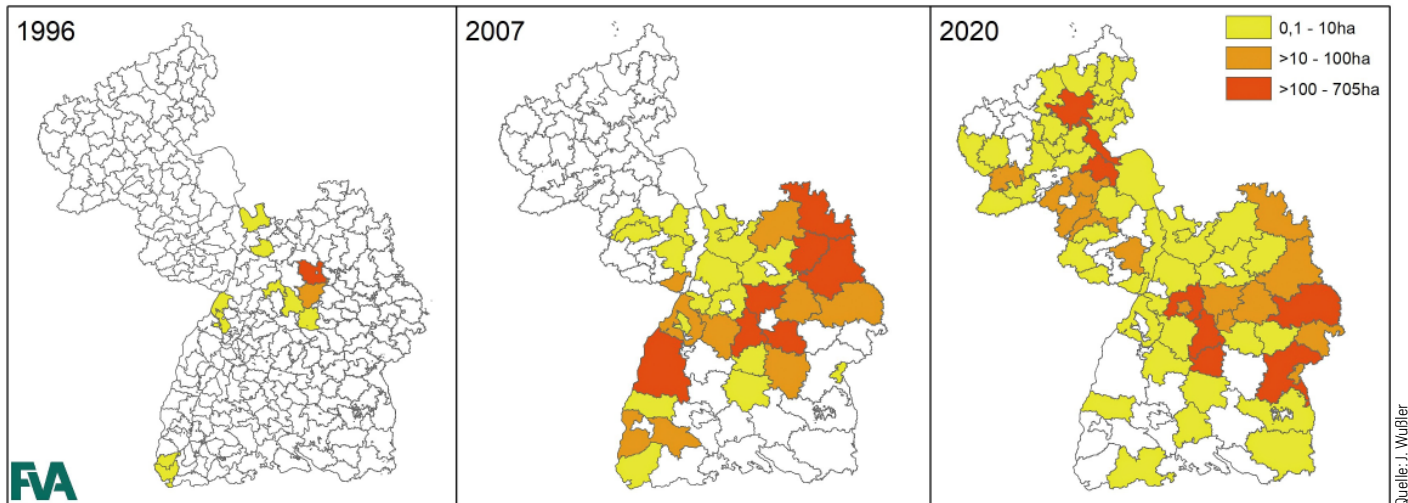 1996
2007
2020
0,1 - 10ha
>10 - 100ha
>100 - 705ha
FVA
Quelle: J. Wußler